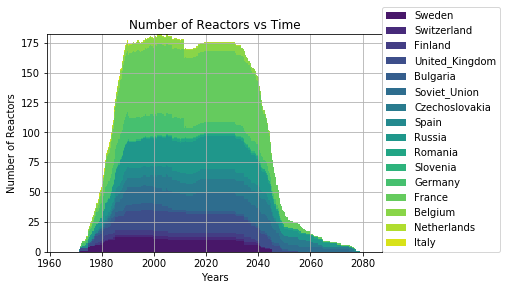 Number of Reactors vs Time
Number of Reactors
175
150
125
100
75
50
25
0
1960
1980
2000
2020
2040
2060
2080
Years
Sweden
Switzerland
Finland
United_Kingdom
Bulgaria
Soviet_Union
Czechoslovakia
Spain
Russia
Romania
Slovenia
Germany
France
Belgium
Netherlands
Italy